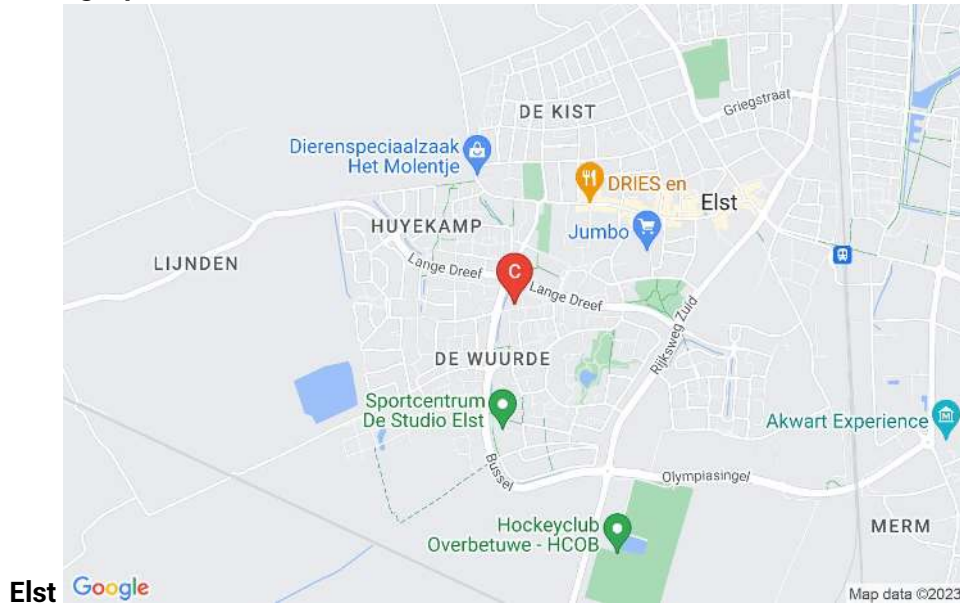 Griegstraat
DE KIST
Dierenspeciaalzaak
Het Molentje
DRIES en
Elst
HUYEKAMP
Jumbo
LIJNDEN
Lange Dreef
C
Lange Dreef
Rijksweg Zuid
DE WUURDE
Sportcentrum
De Studio Elst
Akwart Experience
Bussel
Olympiasingel
Hockeyclub
Overbetuwe - HCOB
MERM
Elst
Google
Map data ©2023